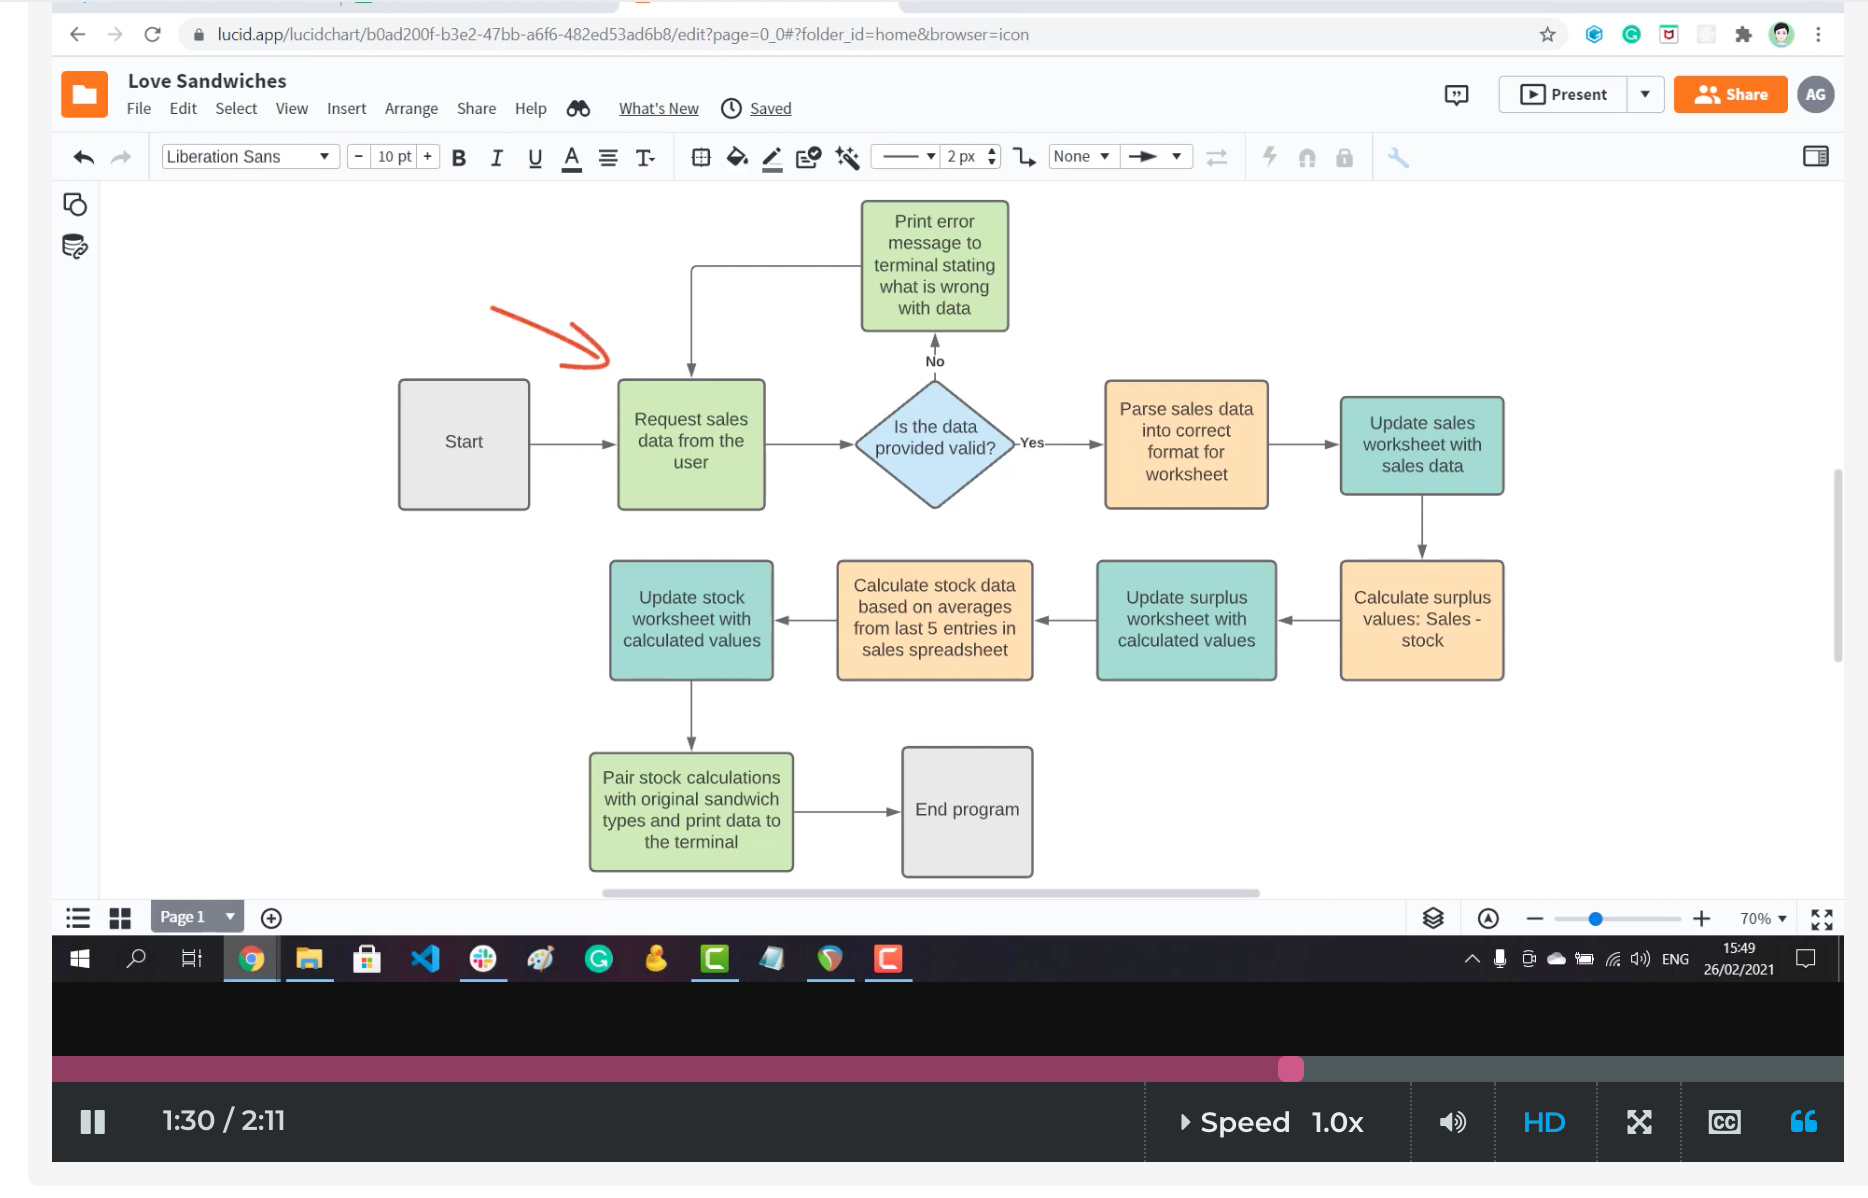 lucid.app/lucidchart/b0ad200f-b3e2-47bb-a6f6-482ed53ad6b8/edit?page=0_0#?folder_id=home&browser=icon
Love Sandwiches
File Edit Select View Insert Arrange Share Help What's New Saved
Present
Share
AG
Liberation Sans
- 10 pt +
B I U A T
2 px
None
Print error
message to
terminal stating
what is wrong
with data
No
Start
Request sales
data from the
user
Is the data
provided valid?
Yes
Parse sales data
into correct
format for
worksheet
Update sales
worksheet with
sales data
Update stock
worksheet with
calculated values
Calculate stock data
based on averages
from last 5 entries in
sales spreadsheet
Update surplus
worksheet with
calculated values
Calculate surplus
values: Sales -
stock
Pair stock calculations
with original sandwich
types and print data to
the terminal
End program
Page 1
70%
ENG
15:49
26/02/2021
1:30 / 2:11
Speed 1.0x
HD
CC